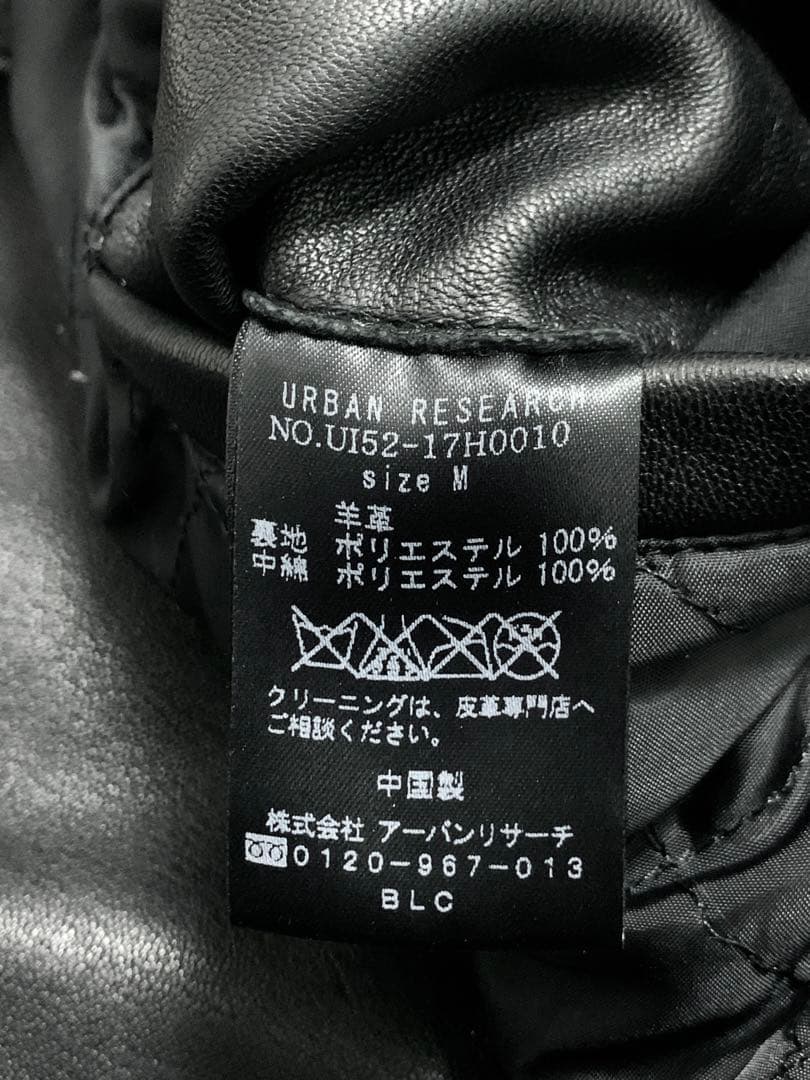 URBAN RESEARCH
NO.UI52-17H0010
size M
羊革
裏地 ポリエステル 100%
中綿 ポリエステル 100%
クリーニングは、皮革専門店へ
ご相談ください。
中国製
株式会社 アーバンリサーチ
0120-967-013
BLC